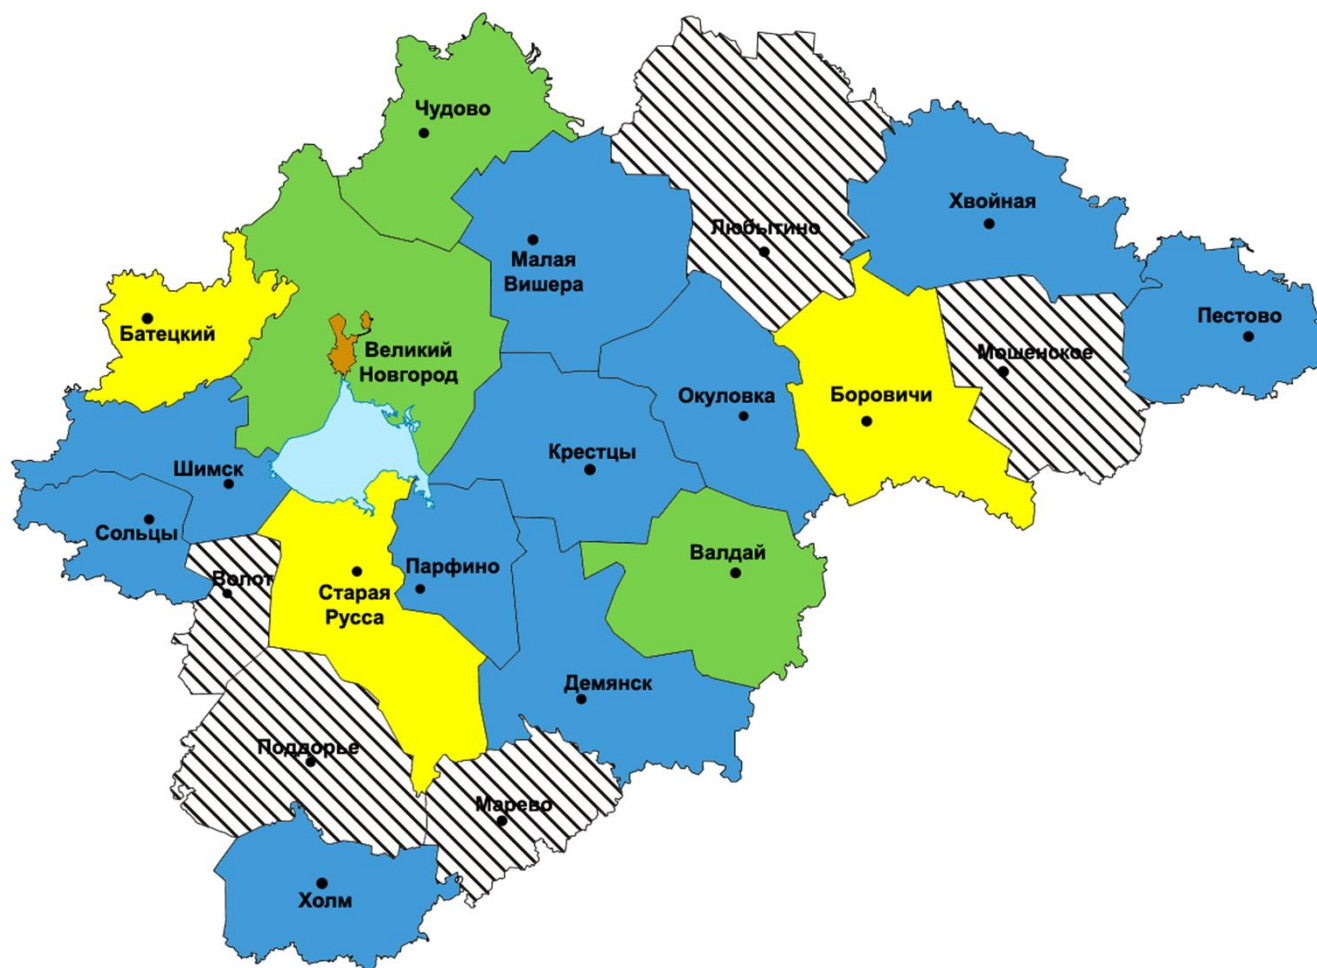 Чудово
Хвойная
Любытино
Малая
Вишера
Пестово
Батецкий
Великий
Новгород
Мошенское
Окуловка
Боровичи
Крестцы
Шимск
Сольцы
Валдай
Парфино
Волот
Старая
Русса
Демянск
Поддорье
Марево
Холм